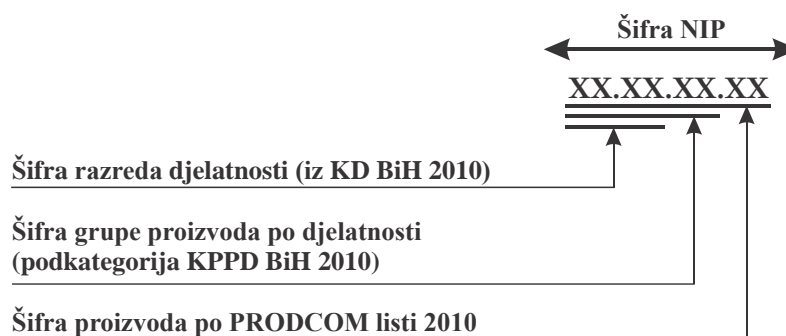 Šifra NIP
XX.XX.XX.XX
Šifra razreda djelatnosti (iz KD BiH 2010)
Šifra grupe proizvoda po djelatnosti
(podkategorija KPPD BiH 2010)
Šifra proizvoda po PRODCOM listi 2010